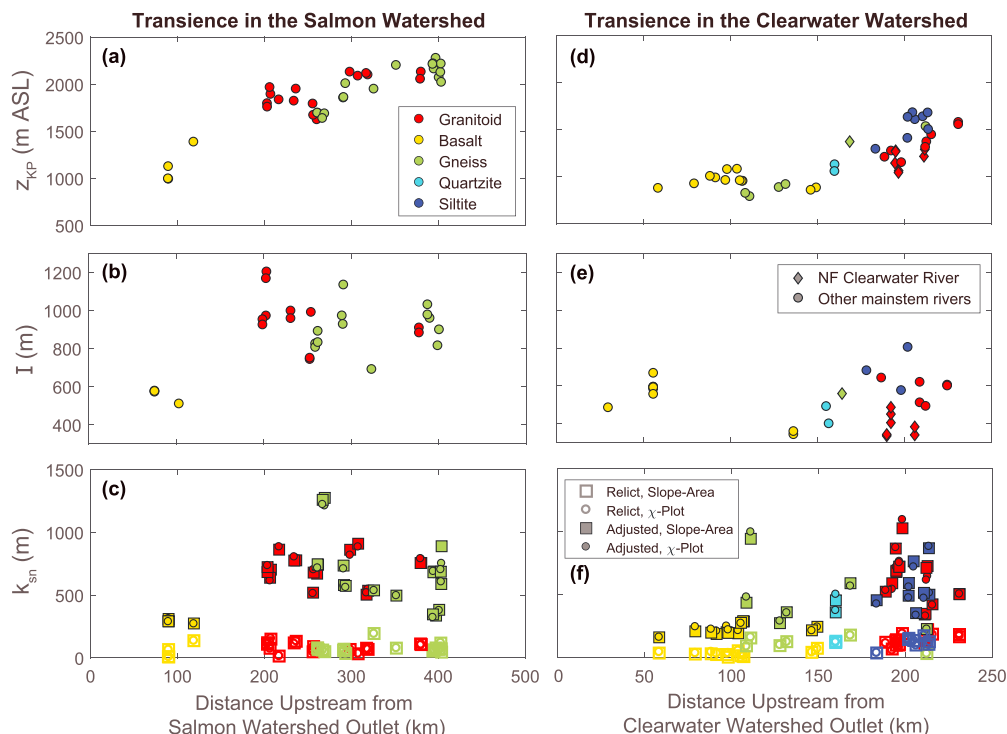 Transience in the Salmon Watershed
Transience in the Clearwater Watershed
(a)
2500
2000
1500
1000
500
z_KP (m ASL)
Granitoid
Basalt
Gneiss
Quartzite
Siltite
(d)
(b)
1200
1000
800
600
400
I (m)
(e)
NF Clearwater River
Other mainstem rivers
(c)
1500
1000
500
0
k_sn (m)
0 100 200 300 400 500
Distance Upstream from
Salmon Watershed Outlet (km)
Relict, Slope-Area
Relict, χ-Plot
Adjusted, Slope-Area
Adjusted, χ-Plot
(f)
0 50 100 150 200 250
Distance Upstream from
Clearwater Watershed Outlet (km)